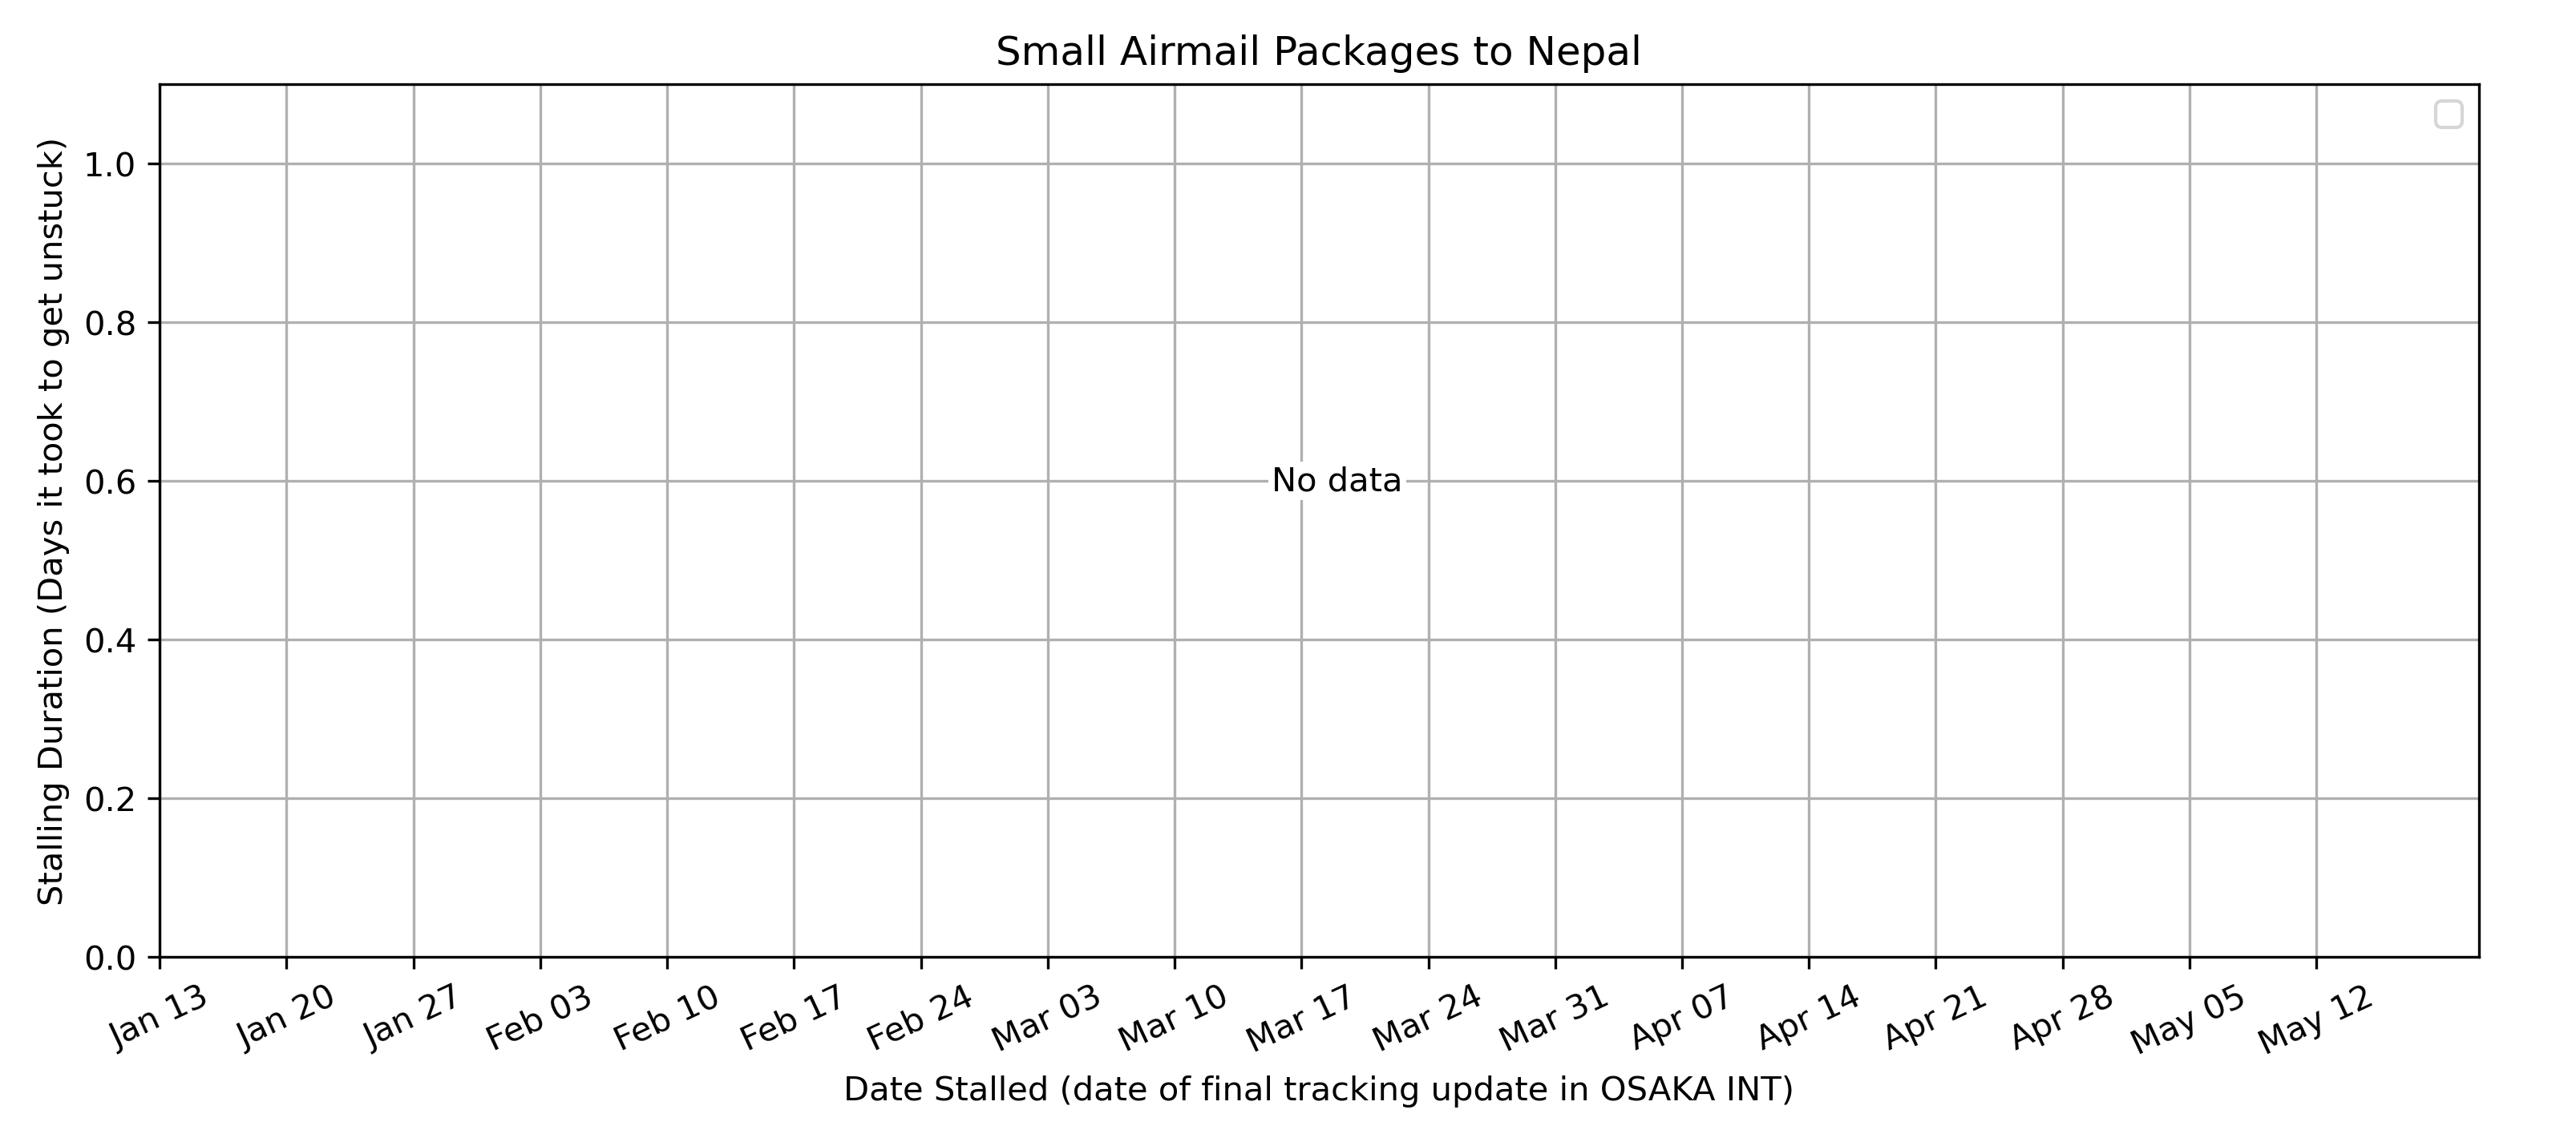 Small Airmail Packages to Nepal
Stalling Duration (Days it took to get unstuck)
1.0
0.8
0.6
0.4
0.2
0.0
No data
Jan 13
Jan 20
Jan 27
Feb 03
Feb 10
Feb 17
Feb 24
Mar 03
Mar 10
Mar 17
Mar 24
Mar 31
Apr 07
Apr 14
Apr 21
Apr 28
May 05
May 12
Date Stalled (date of final tracking update in OSAKA INT)